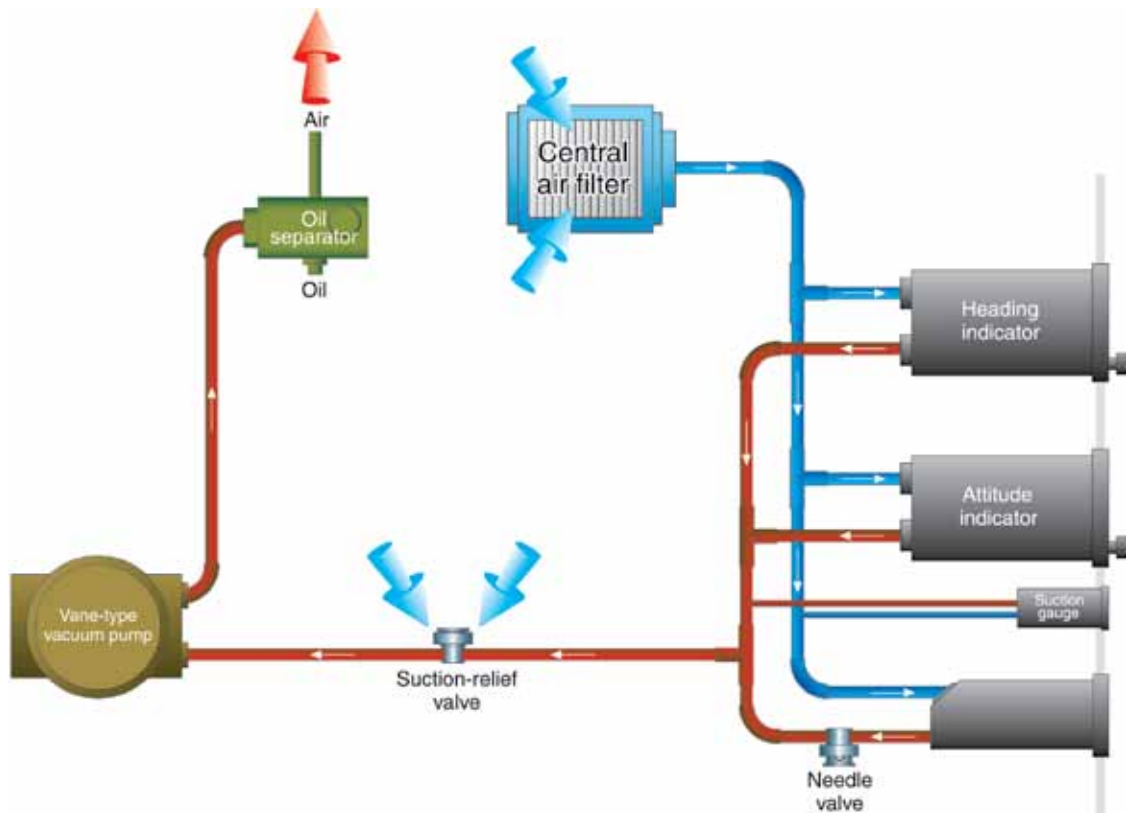 Air
Oil
separator
Oil
Central
air filter
Heading
indicator
Attitude
indicator
Suction
gauge
Vane-type
vacuum pump
Suction-relief
valve
Needle
valve